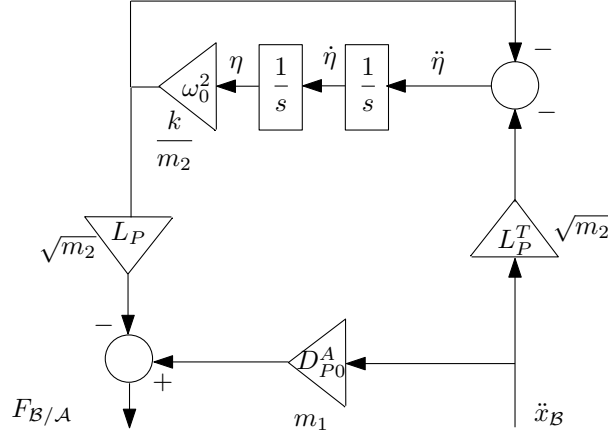 −
η
η̇
η̈
ω₀²
1/s
1/s
−
k/m₂
√m₂
L_P
L_P^T
√m₂
−
D_{P0}^A
+
F_{ℬ/𝒜}
m₁
ẍ_ℬ